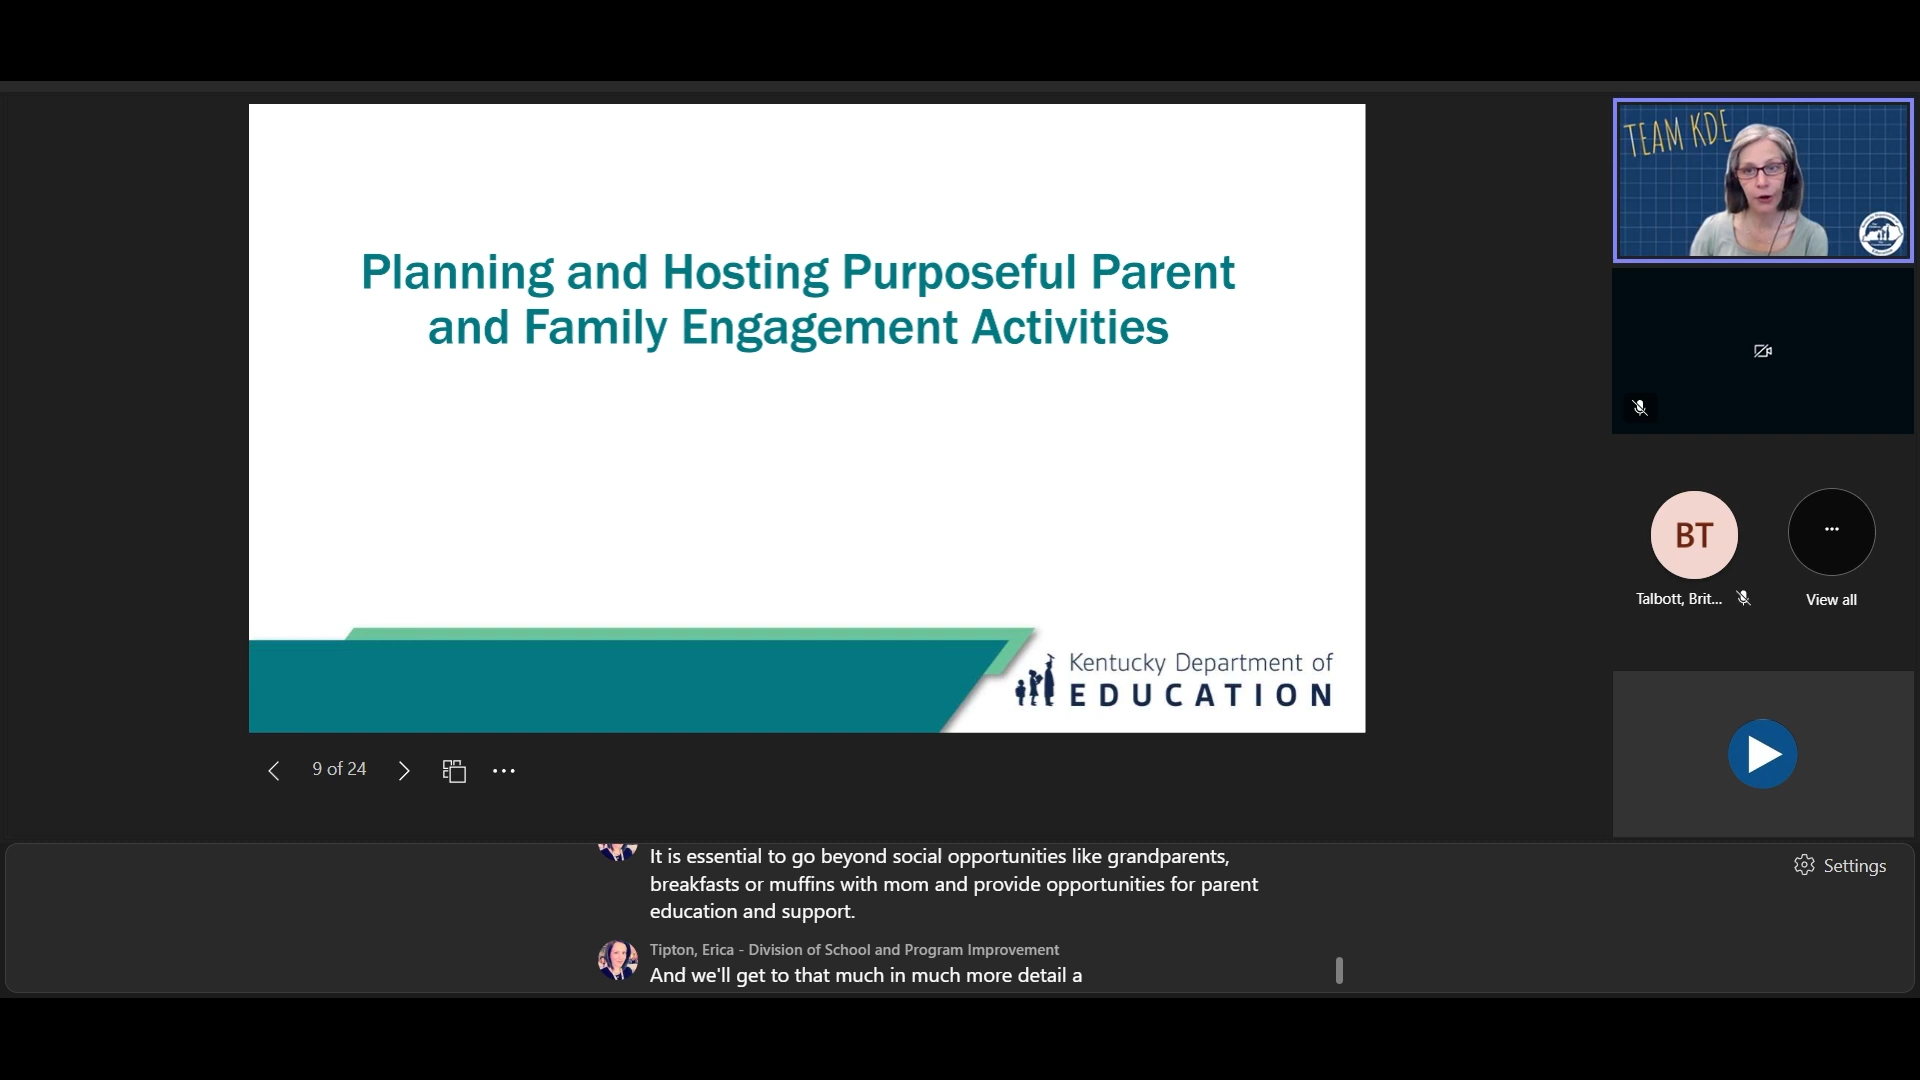 TEAM KDE
Planning and Hosting Purposeful Parent
and Family Engagement Activities
Kentucky Department of
EDUCATION
BT
Talbott, Brit...
View all
9 of 24
It is essential to go beyond social opportunities like grandparents,
breakfasts or muffins with mom and provide opportunities for parent
education and support.
Settings
Tipton, Erica - Division of School and Program Improvement
And we'll get to that much in much more detail a